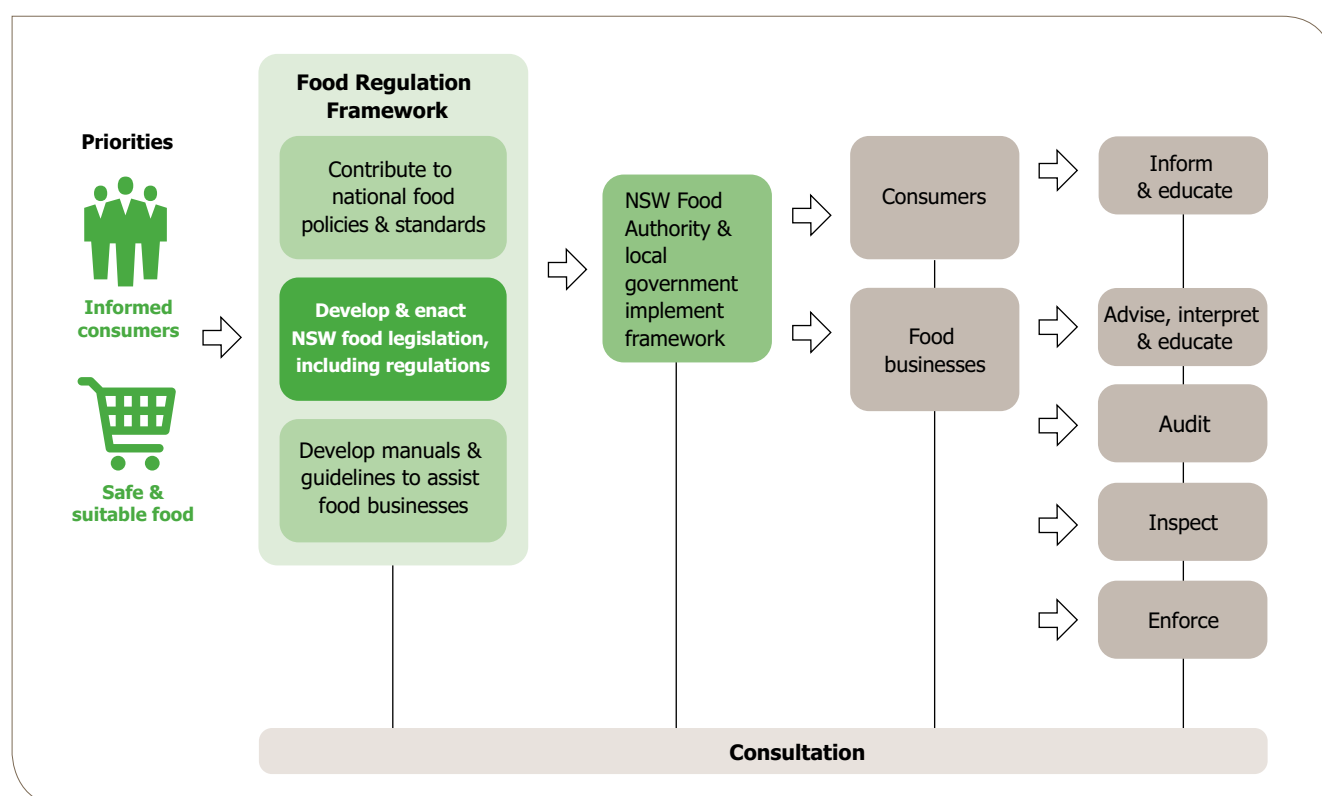 Priorities
Informed
consumers
Safe &
suitable food
Food Regulation
Framework
Contribute to
national food
policies & standards
Develop & enact
NSW food legislation,
including regulations
Develop manuals &
guidelines to assist
food businesses
NSW Food
Authority &
local
government
implement
framework
Consumers
Food
businesses
Inform
& educate
Advise, interpret
& educate
Audit
Inspect
Enforce
Consultation